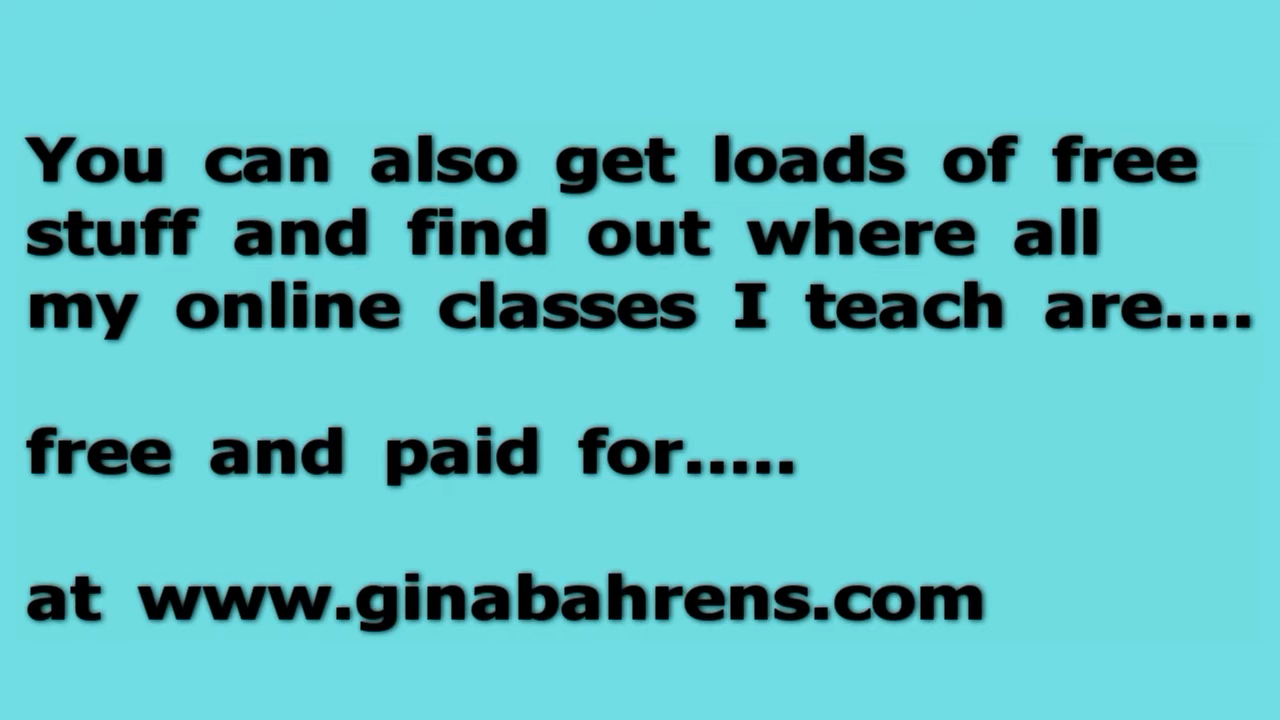 You can also get loads of free
stuff and find out where all
my online classes I teach are....
free and paid for.....
at www.ginabahrens.com